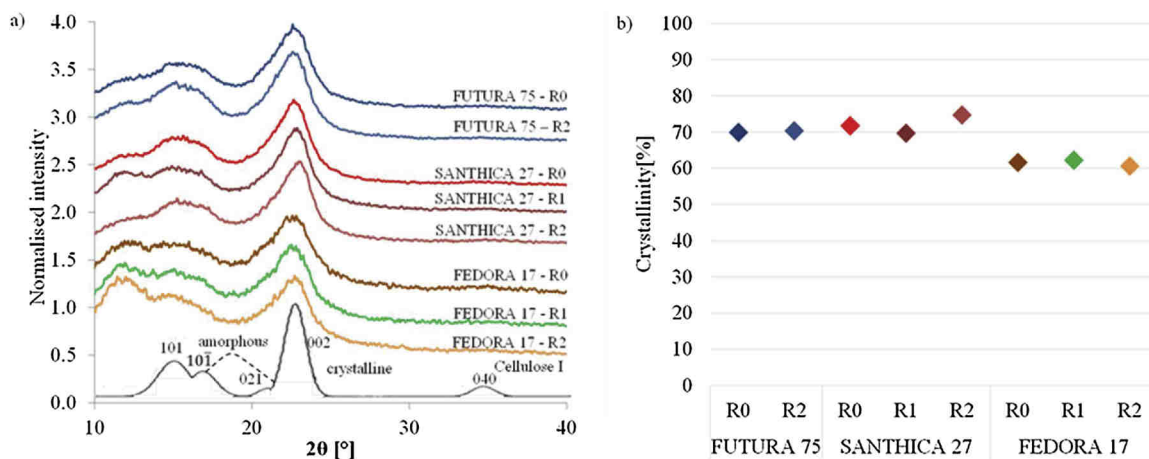 a)
4.0
3.5
3.0
2.5
2.0
1.5
1.0
0.5
0.0
Normalised intensity
FUTURA 75 - R0
FUTURA 75 – R2
SANTHICA 27 - R0
SANTHICA 27 - R1
SANTHICA 27 - R2
FEDORA 17 - R0
FEDORA 17 - R1
FEDORA 17 - R2
amorphous
101
101̅
021
002
crystalline
Cellulose I
040
10 20 30 40
2θ [°]
b)
100
90
80
70
60
50
40
30
20
10
0
Crystallinity[%]
R0 R2 R0 R1 R2 R0 R1 R2
FUTURA 75 SANTHICA 27 FEDORA 17